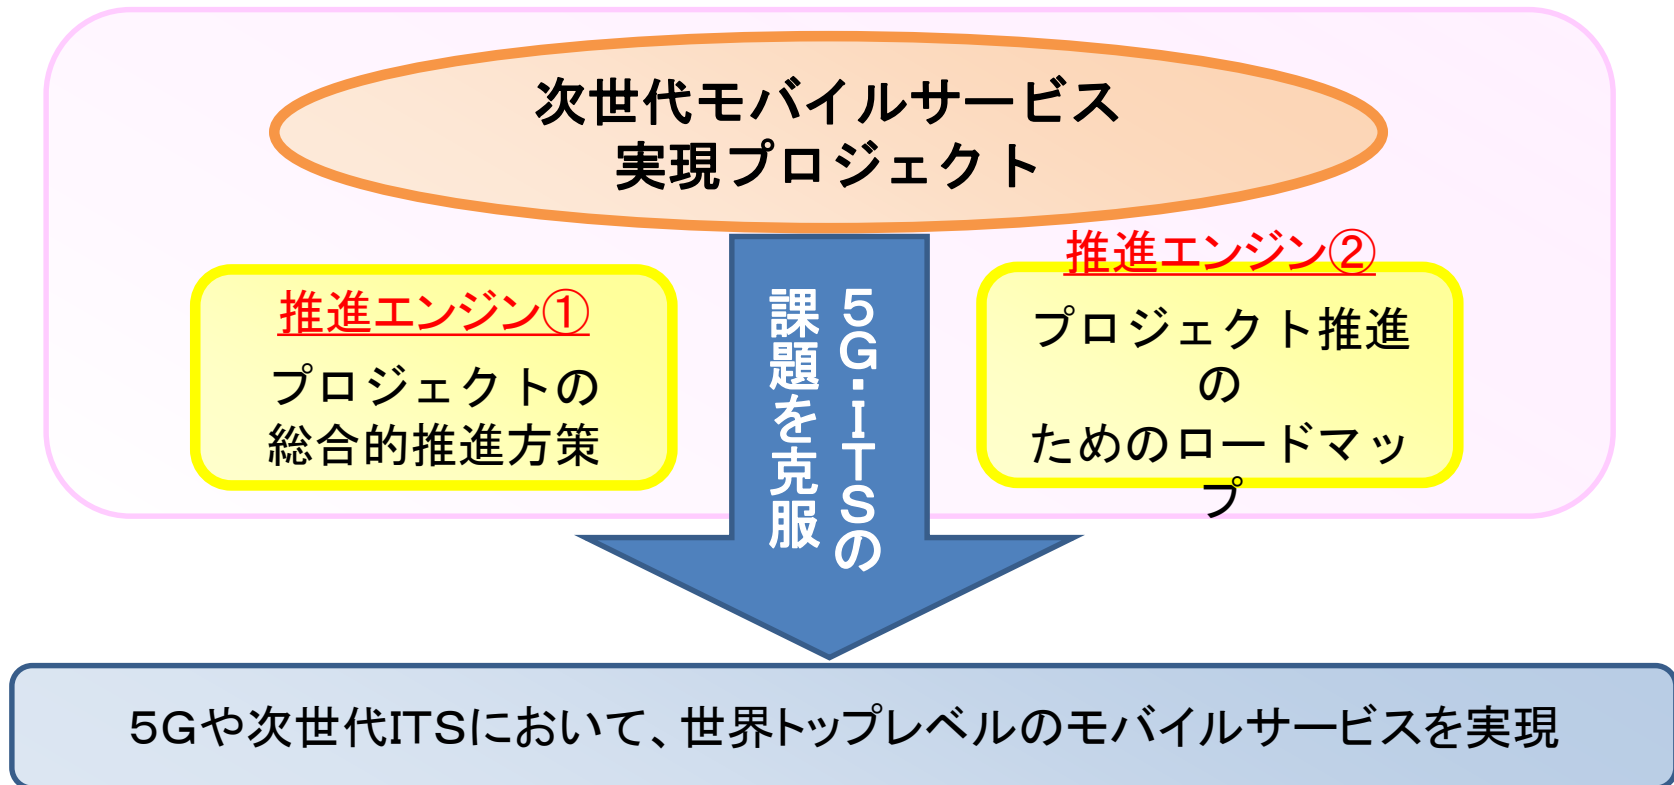 次世代モバイルサービス
実現プロジェクト
推進エンジン①
プロジェクトの
総合的推進方策
5G・ITSの
課題を克服
推進エンジン②
プロジェクト推進
の
ためのロードマッ
プ
5Gや次世代ITSにおいて、世界トップレベルのモバイルサービスを実現